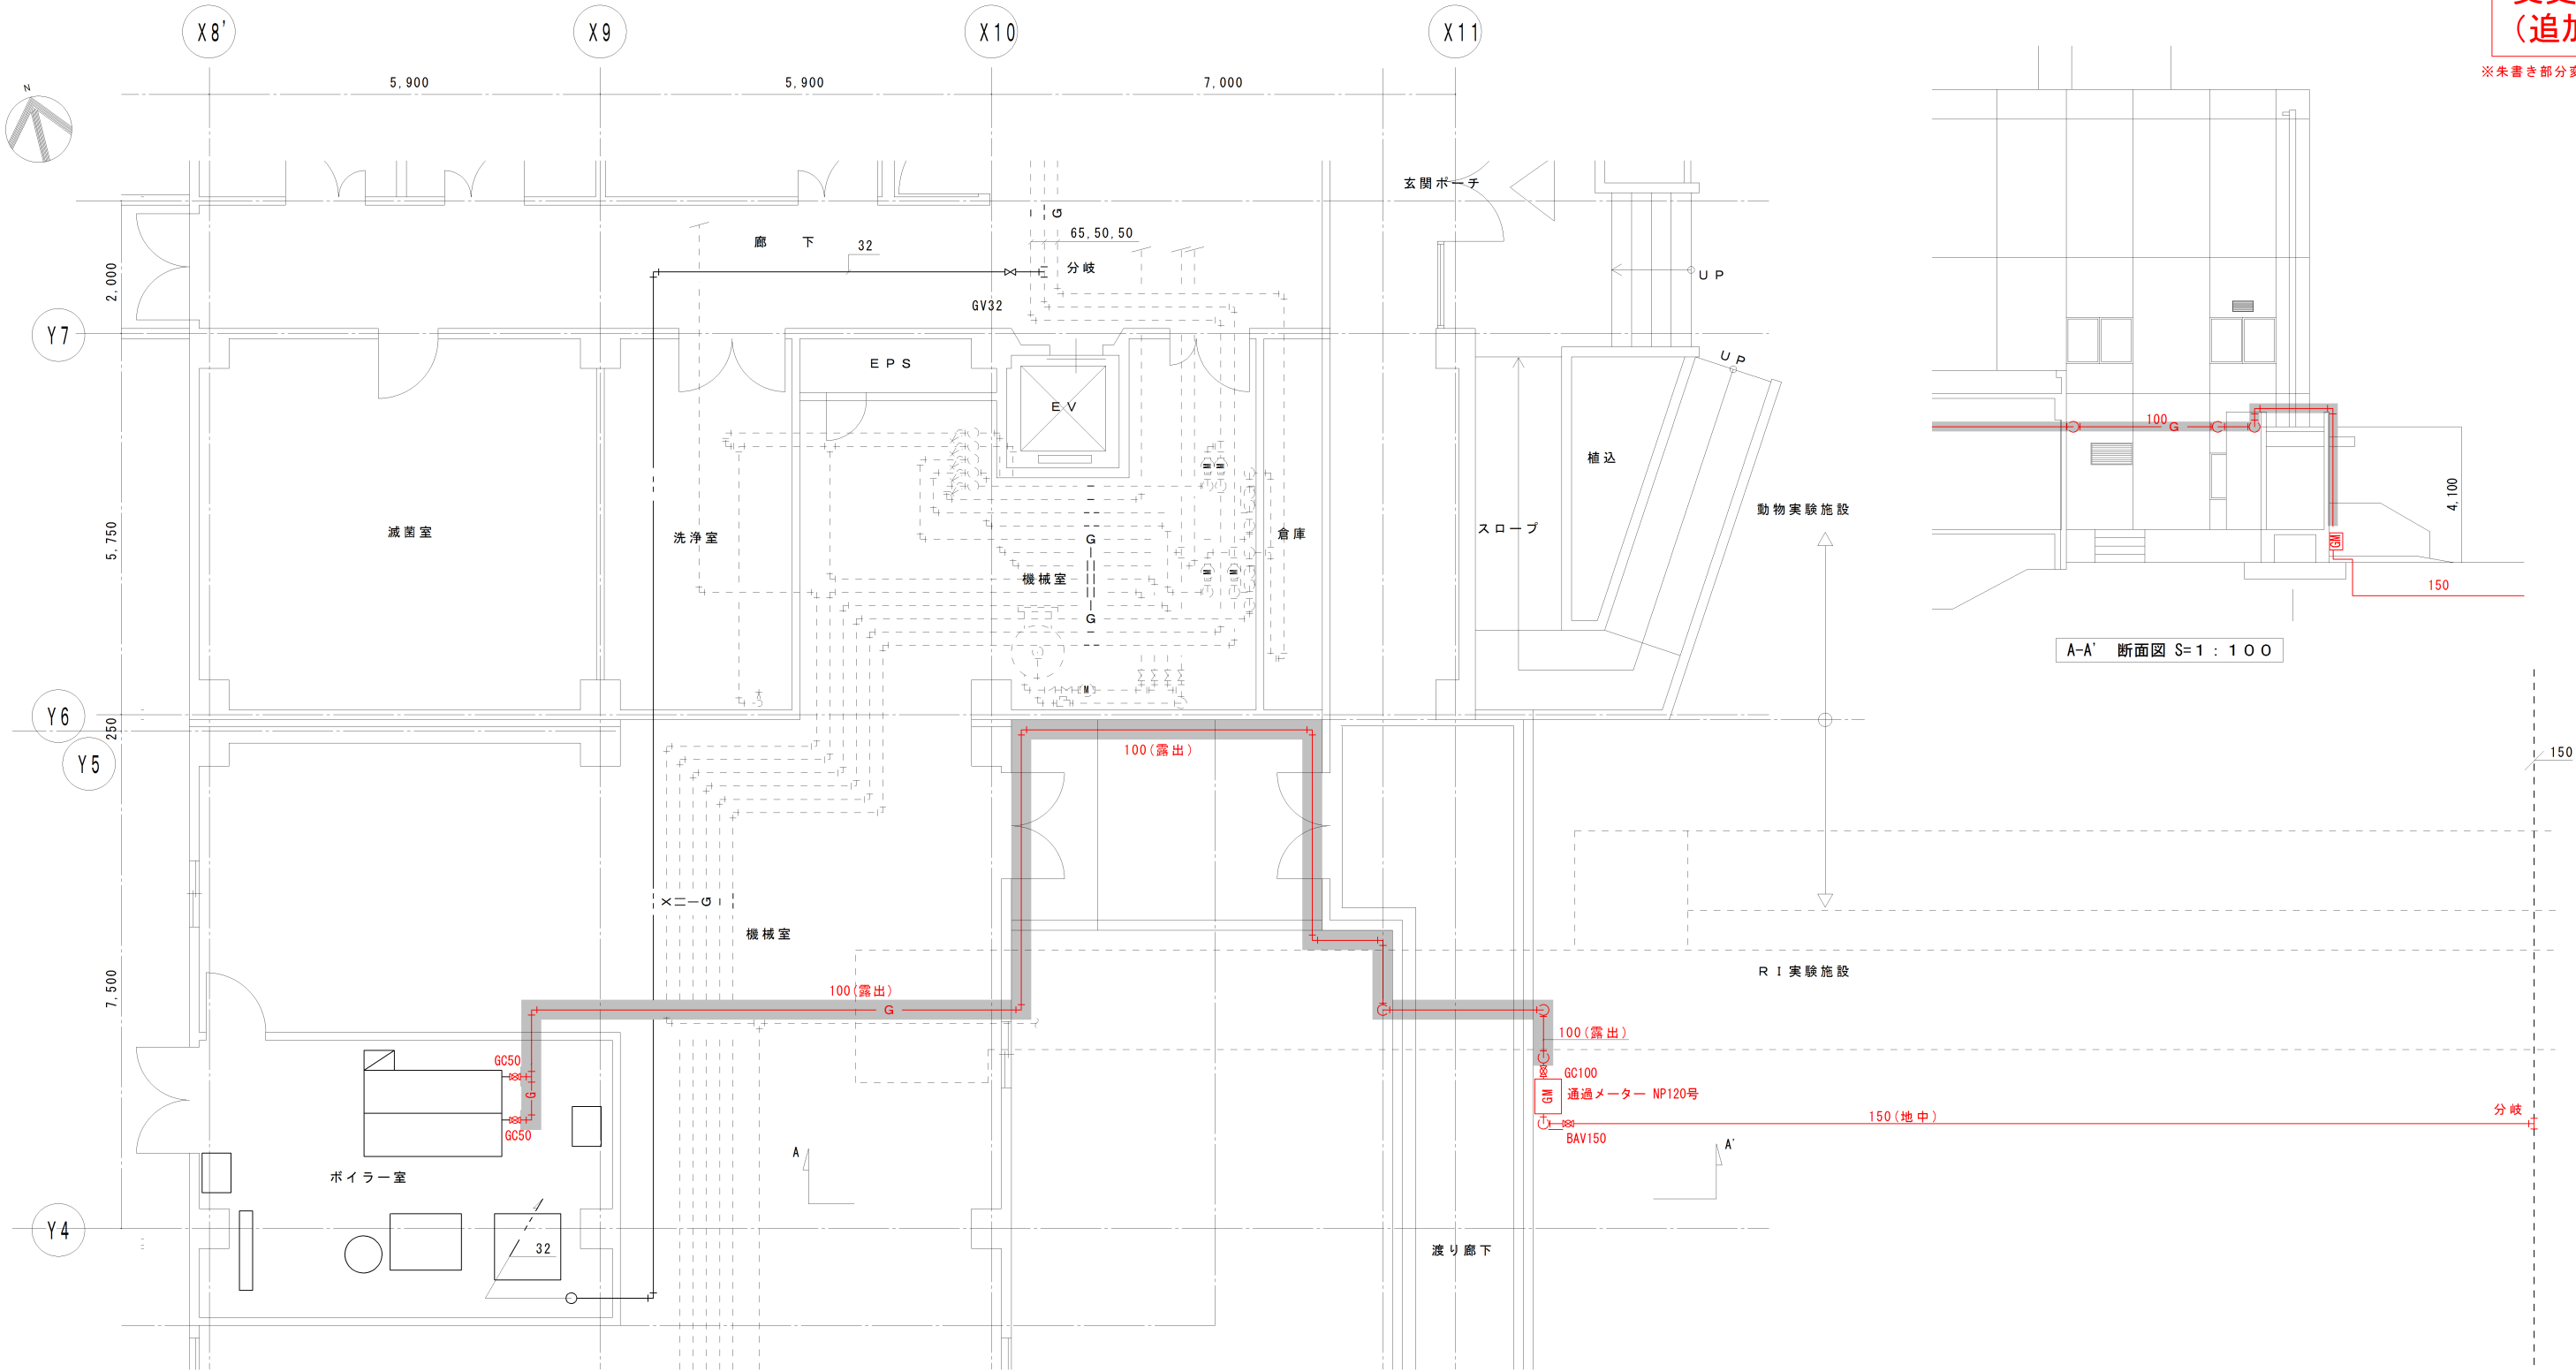 X8'
X9
X10
X11
(追加
※朱書き部分変
5,900
5,900
7,000
N
玄関ポーチ
G
65,50,50
廊 下
32
分岐
UP
2,000
GV32
Y7
UP
EPS
EV
100
G
植込
M
M
4,100
動物実験施設
5,750
滅菌室
洗浄室
倉庫
スロープ
G
GM
機械室
M
M
150
G
A-A' 断面図 S=1：100
M
Y6
250
100(露出)
150
Y5
X
G
機械室
RI実験施設
7,500
100(露出)
G
100(露出)
GC50
GC100
G
GM
通過メーター NP120号
分岐
150(地中)
GC50
BAV150
A
A'
ボイラー室
Y4
32
渡り廊下